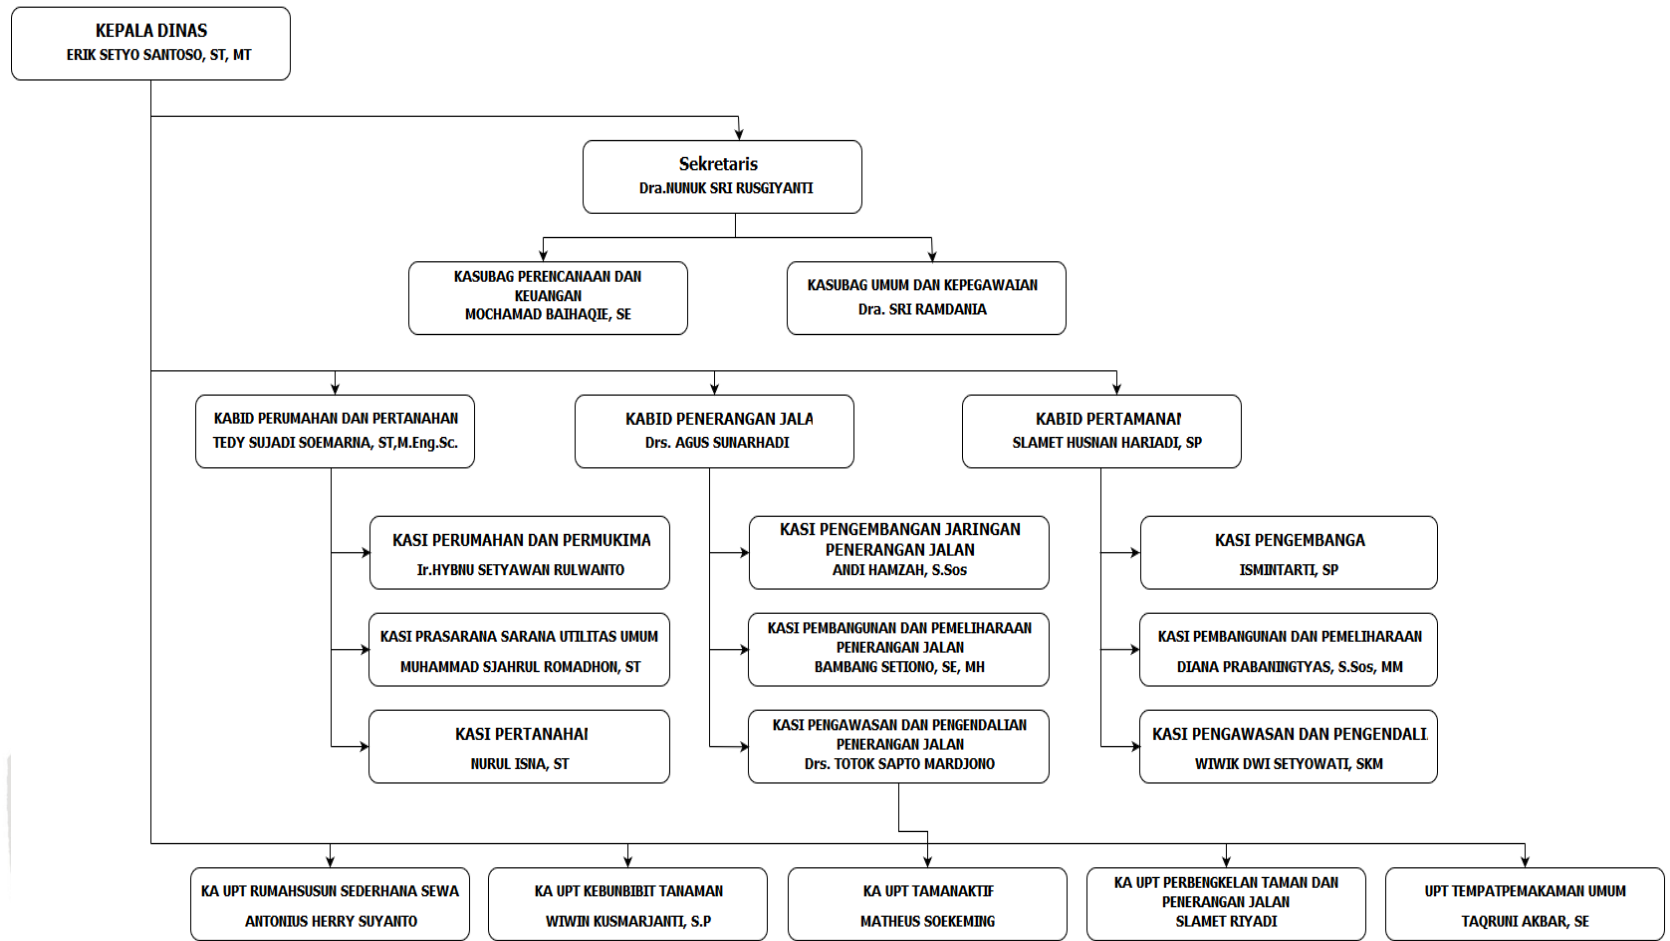 KEPALA DINAS
ERIK SETYO SANTOSO, ST, MT
Sekretaris
Dra.NUNUK SRI RUSGIYANTI
KASUBAG PERENCANAAN DAN
KEUANGAN
MOCHAMAD BAIHAQIE, SE
KASUBAG UMUM DAN KEPEGAWAIAN
Dra. SRI RAMDANIA
KABID PERUMAHAN DAN PERTANAHAN
TEDY SUJADI SOEMARNA, ST,M.Eng.Sc.
KABID PENERANGAN JALA
Drs. AGUS SUNARHADI
KABID PERTAMANAN
SLAMET HUSNAN HARIADI, SP
KASI PERUMAHAN DAN PERMUKIMA
Ir.HYBNU SETYAWAN RULWANTO
KASI PENGEMBANGAN JARINGAN
PENERANGAN JALAN
ANDI HAMZAH, S.Sos
KASI PENGEMBANGA
ISMINTARTI, SP
KASI PRASARANA SARANA UTILITAS UMUM
MUHAMMAD SJAHRUL ROMADHON, ST
KASI PEMBANGUNAN DAN PEMELIHARAAN
PENERANGAN JALAN
BAMBANG SETIONO, SE, MH
KASI PEMBANGUNAN DAN PEMELIHARAAN
DIANA PRABANINGTYAS, S.Sos, MM
KASI PERTANAHAN
NURUL ISNA, ST
KASI PENGAWASAN DAN PENGENDALIAN
PENERANGAN JALAN
Drs. TOTOK SAPTO MARDJONO
KASI PENGAWASAN DAN PENGENDALI
WIWIK DWI SETYOWATI, SKM
KA UPT RUMAHSUSUN SEDERHANA SEWA
ANTONIUS HERRY SUYANTO
KA UPT KEBUNBIBIT TANAMAN
WIWIN KUSMARJANTI, S.P
KA UPT TAMANAKTIF
MATHEUS SOEKEMING
KA UPT PERBENGKELAN TAMAN DAN
PENERANGAN JALAN
SLAMET RIYADI
UPT TEMPATPEMAKAMAN UMUM
TAQRUNI AKBAR, SE